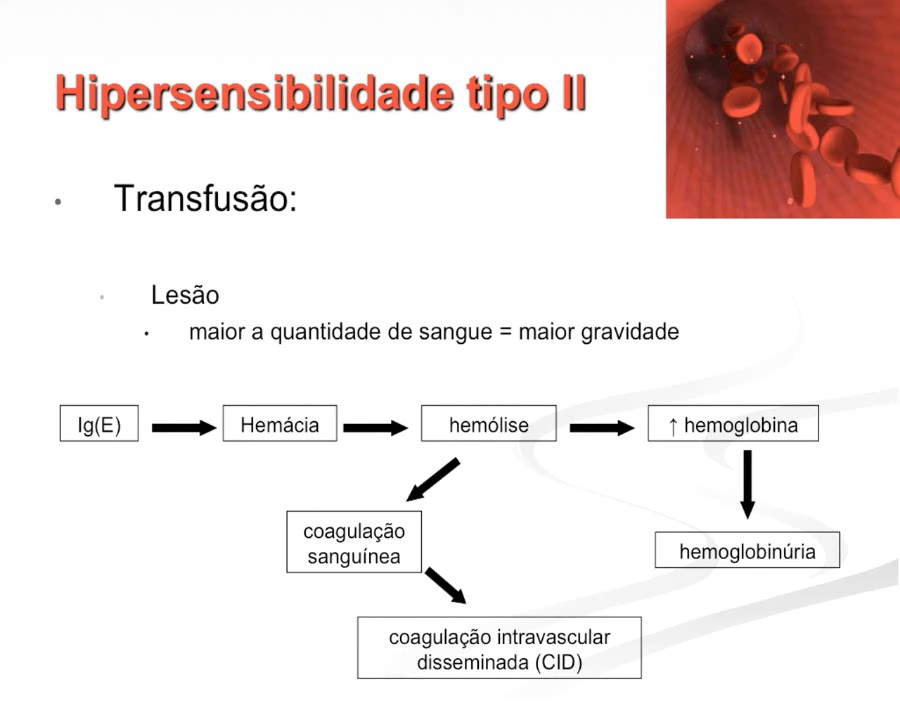 Hipersensibilidade tipo II
• Transfusão:
• Lesão
• maior a quantidade de sangue = maior gravidade
Ig(E)
Hemácia
hemólise
↑ hemoglobina
coagulação
sanguínea
hemoglobinúria
coagulação intravascular
disseminada (CID)